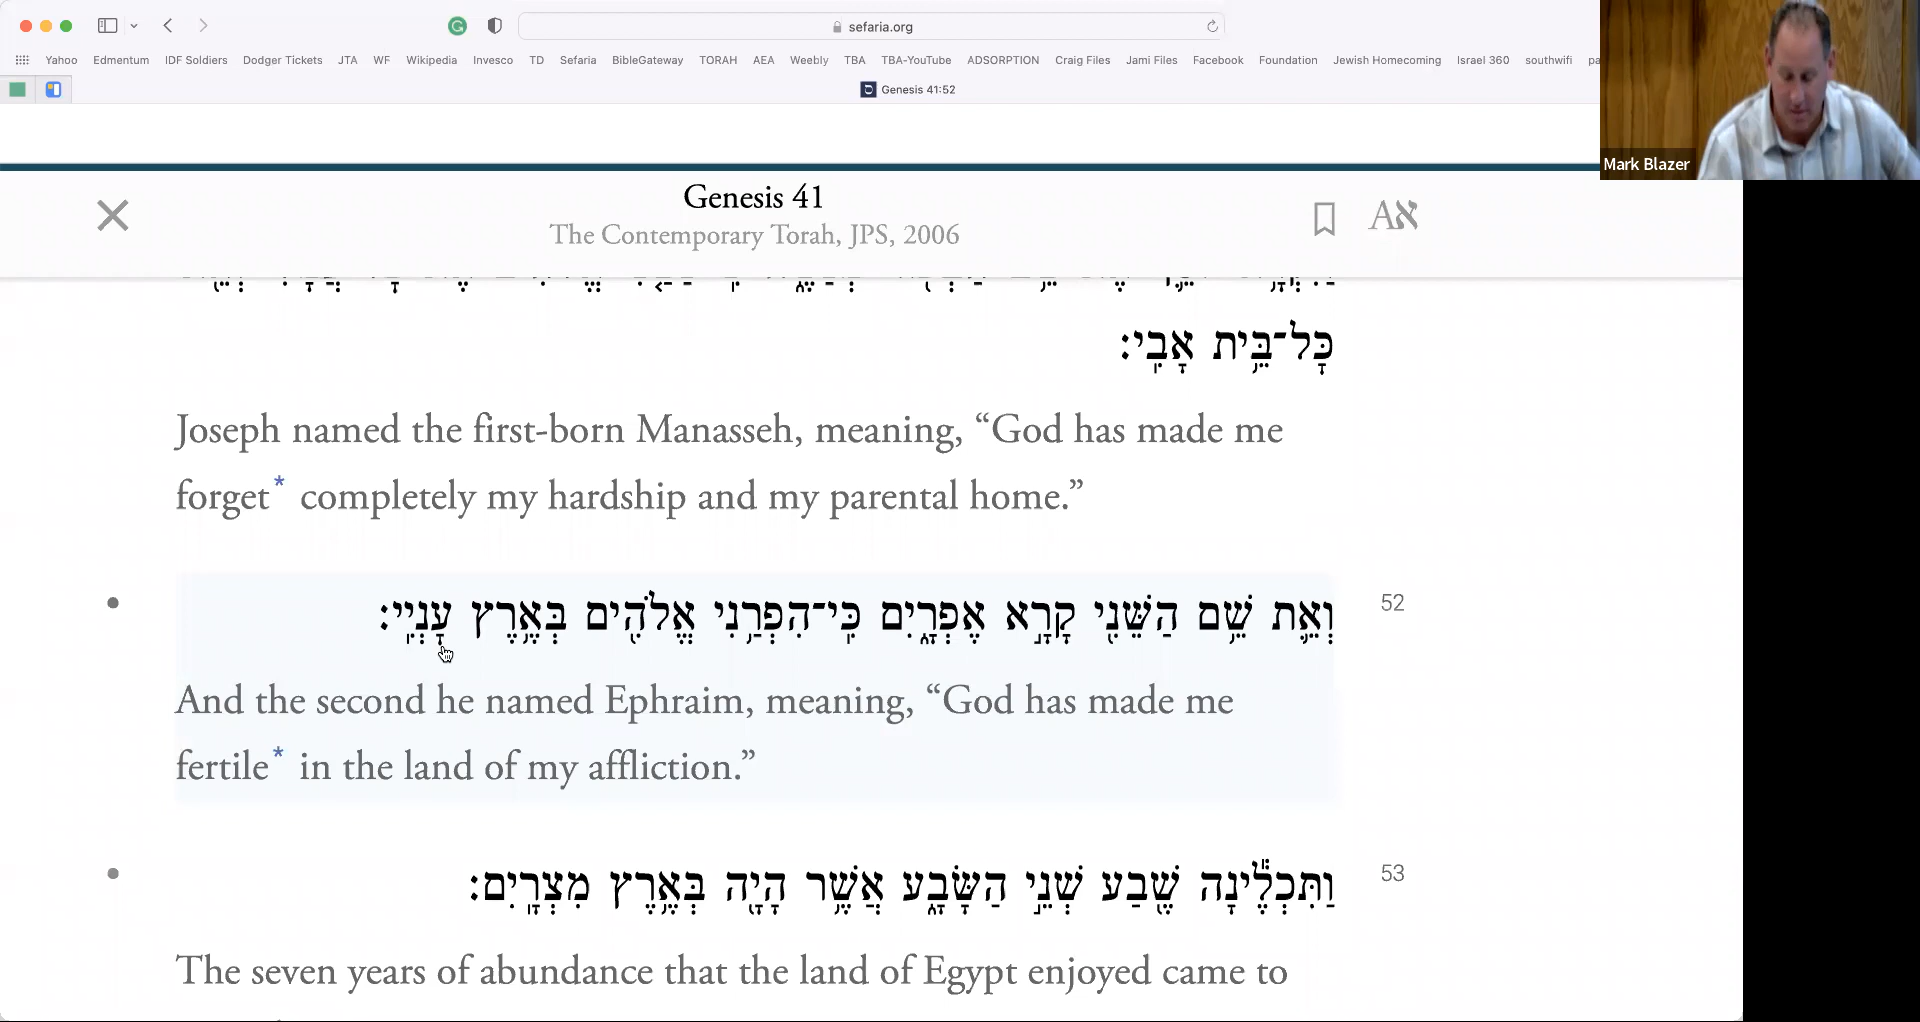 sefaria.org
Yahoo Edmentum IDF Soldiers Dodger Tickets JTA WF Wikipedia Invesco TD Sefaria BibleGateway TORAH AEA Weebly TBA TBA-YouTube ADSORPTION Craig Files Jami Files Facebook Foundation Jewish Homecoming Israel 360 southwifi
Genesis 41:52
Mark Blazer
Genesis 41
The Contemporary Torah, JPS, 2006
Aא
כׇּל־בֵּ֥ית אָבִֽי׃
Joseph named the first-born Manasseh, meaning, “God has made me
forget* completely my hardship and my parental home.”
52
וְאֵ֛ת שֵׁ֥ם הַשֵּׁנִ֖י קָרָ֣א אֶפְרָ֑יִם כִּֽי־הִפְרַ֥נִי אֱלֹהִ֖ים בְּאֶ֥רֶץ עׇנְיִֽי׃
And the second he named Ephraim, meaning, “God has made me
fertile* in the land of my affliction.”
53
וַתִּכְלֶ֕ינָה שֶׁ֖בַע שְׁנֵ֣י הַשָּׂבָ֑ע אֲשֶׁ֥ר הָיָ֖ה בְּאֶ֥רֶץ מִצְרָֽיִם׃
The seven years of abundance that the land of Egypt enjoyed came to